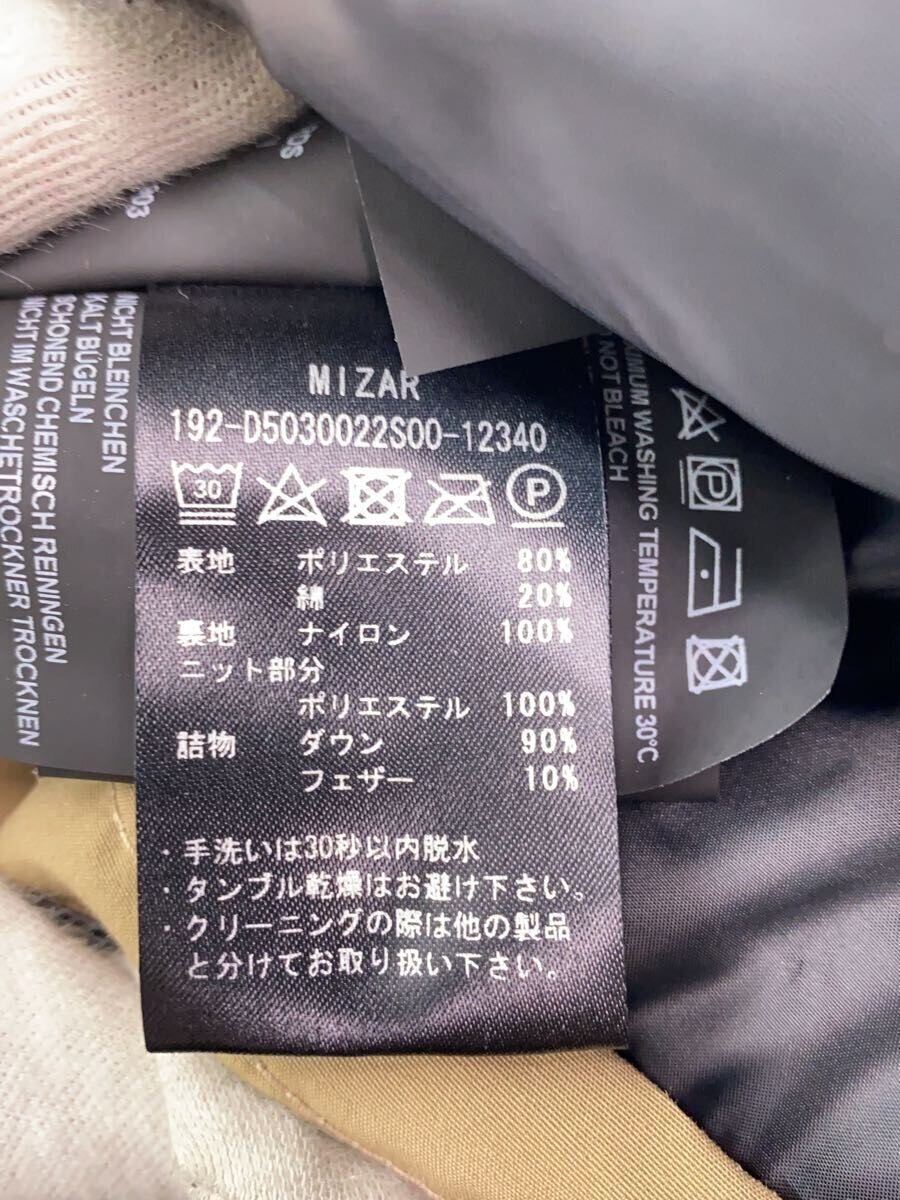 MIZAR
192-D5030022S00-12340
30
P
表地 ポリエステル 80%
綿 20%
裏地 ナイロン 100%
ニット部分
ポリエステル 100%
詰物 ダウン 90%
フェザー 10%
・手洗いは30秒以内脱水
・タンブル乾燥はお避け下さい。
・クリーニングの際は他の製品
と分けてお取り扱い下さい。
NICHT BLEINCHEN
KALT BÜGELN
SCHONEND CHEMISCH REININGEN
NICHT IM WASCHETROCKNER TROCKNEN
WASHING TEMPERATURE 30°C
NOT BLEACH
P